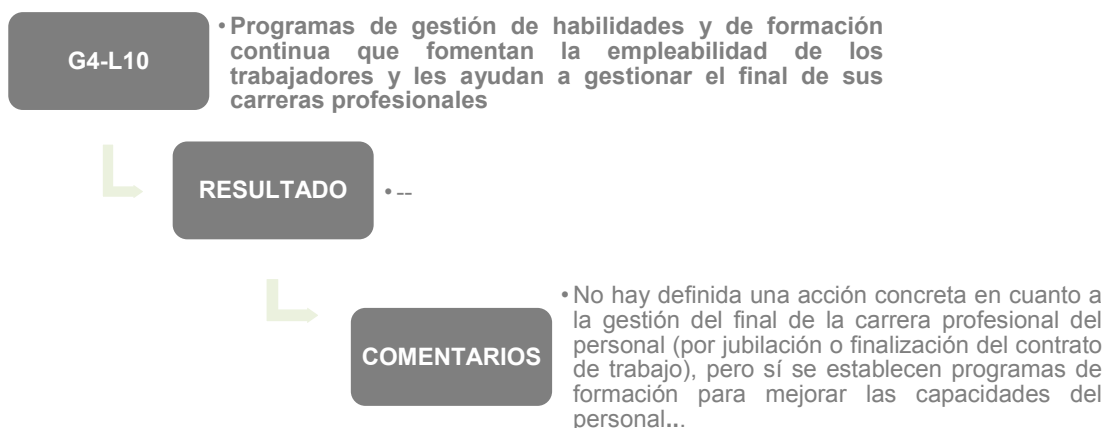 G4-L10
• Programas de gestión de habilidades y de formación
continua que fomentan la empleabilidad de los
trabajadores y les ayudan a gestionar el final de sus
carreras profesionales
RESULTADO
• --
COMENTARIOS
• No hay definida una acción concreta en cuanto a
la gestión del final de la carrera profesional del
personal (por jubilación o finalización del contrato
de trabajo), pero sí se establecen programas de
formación para mejorar las capacidades del
personal...